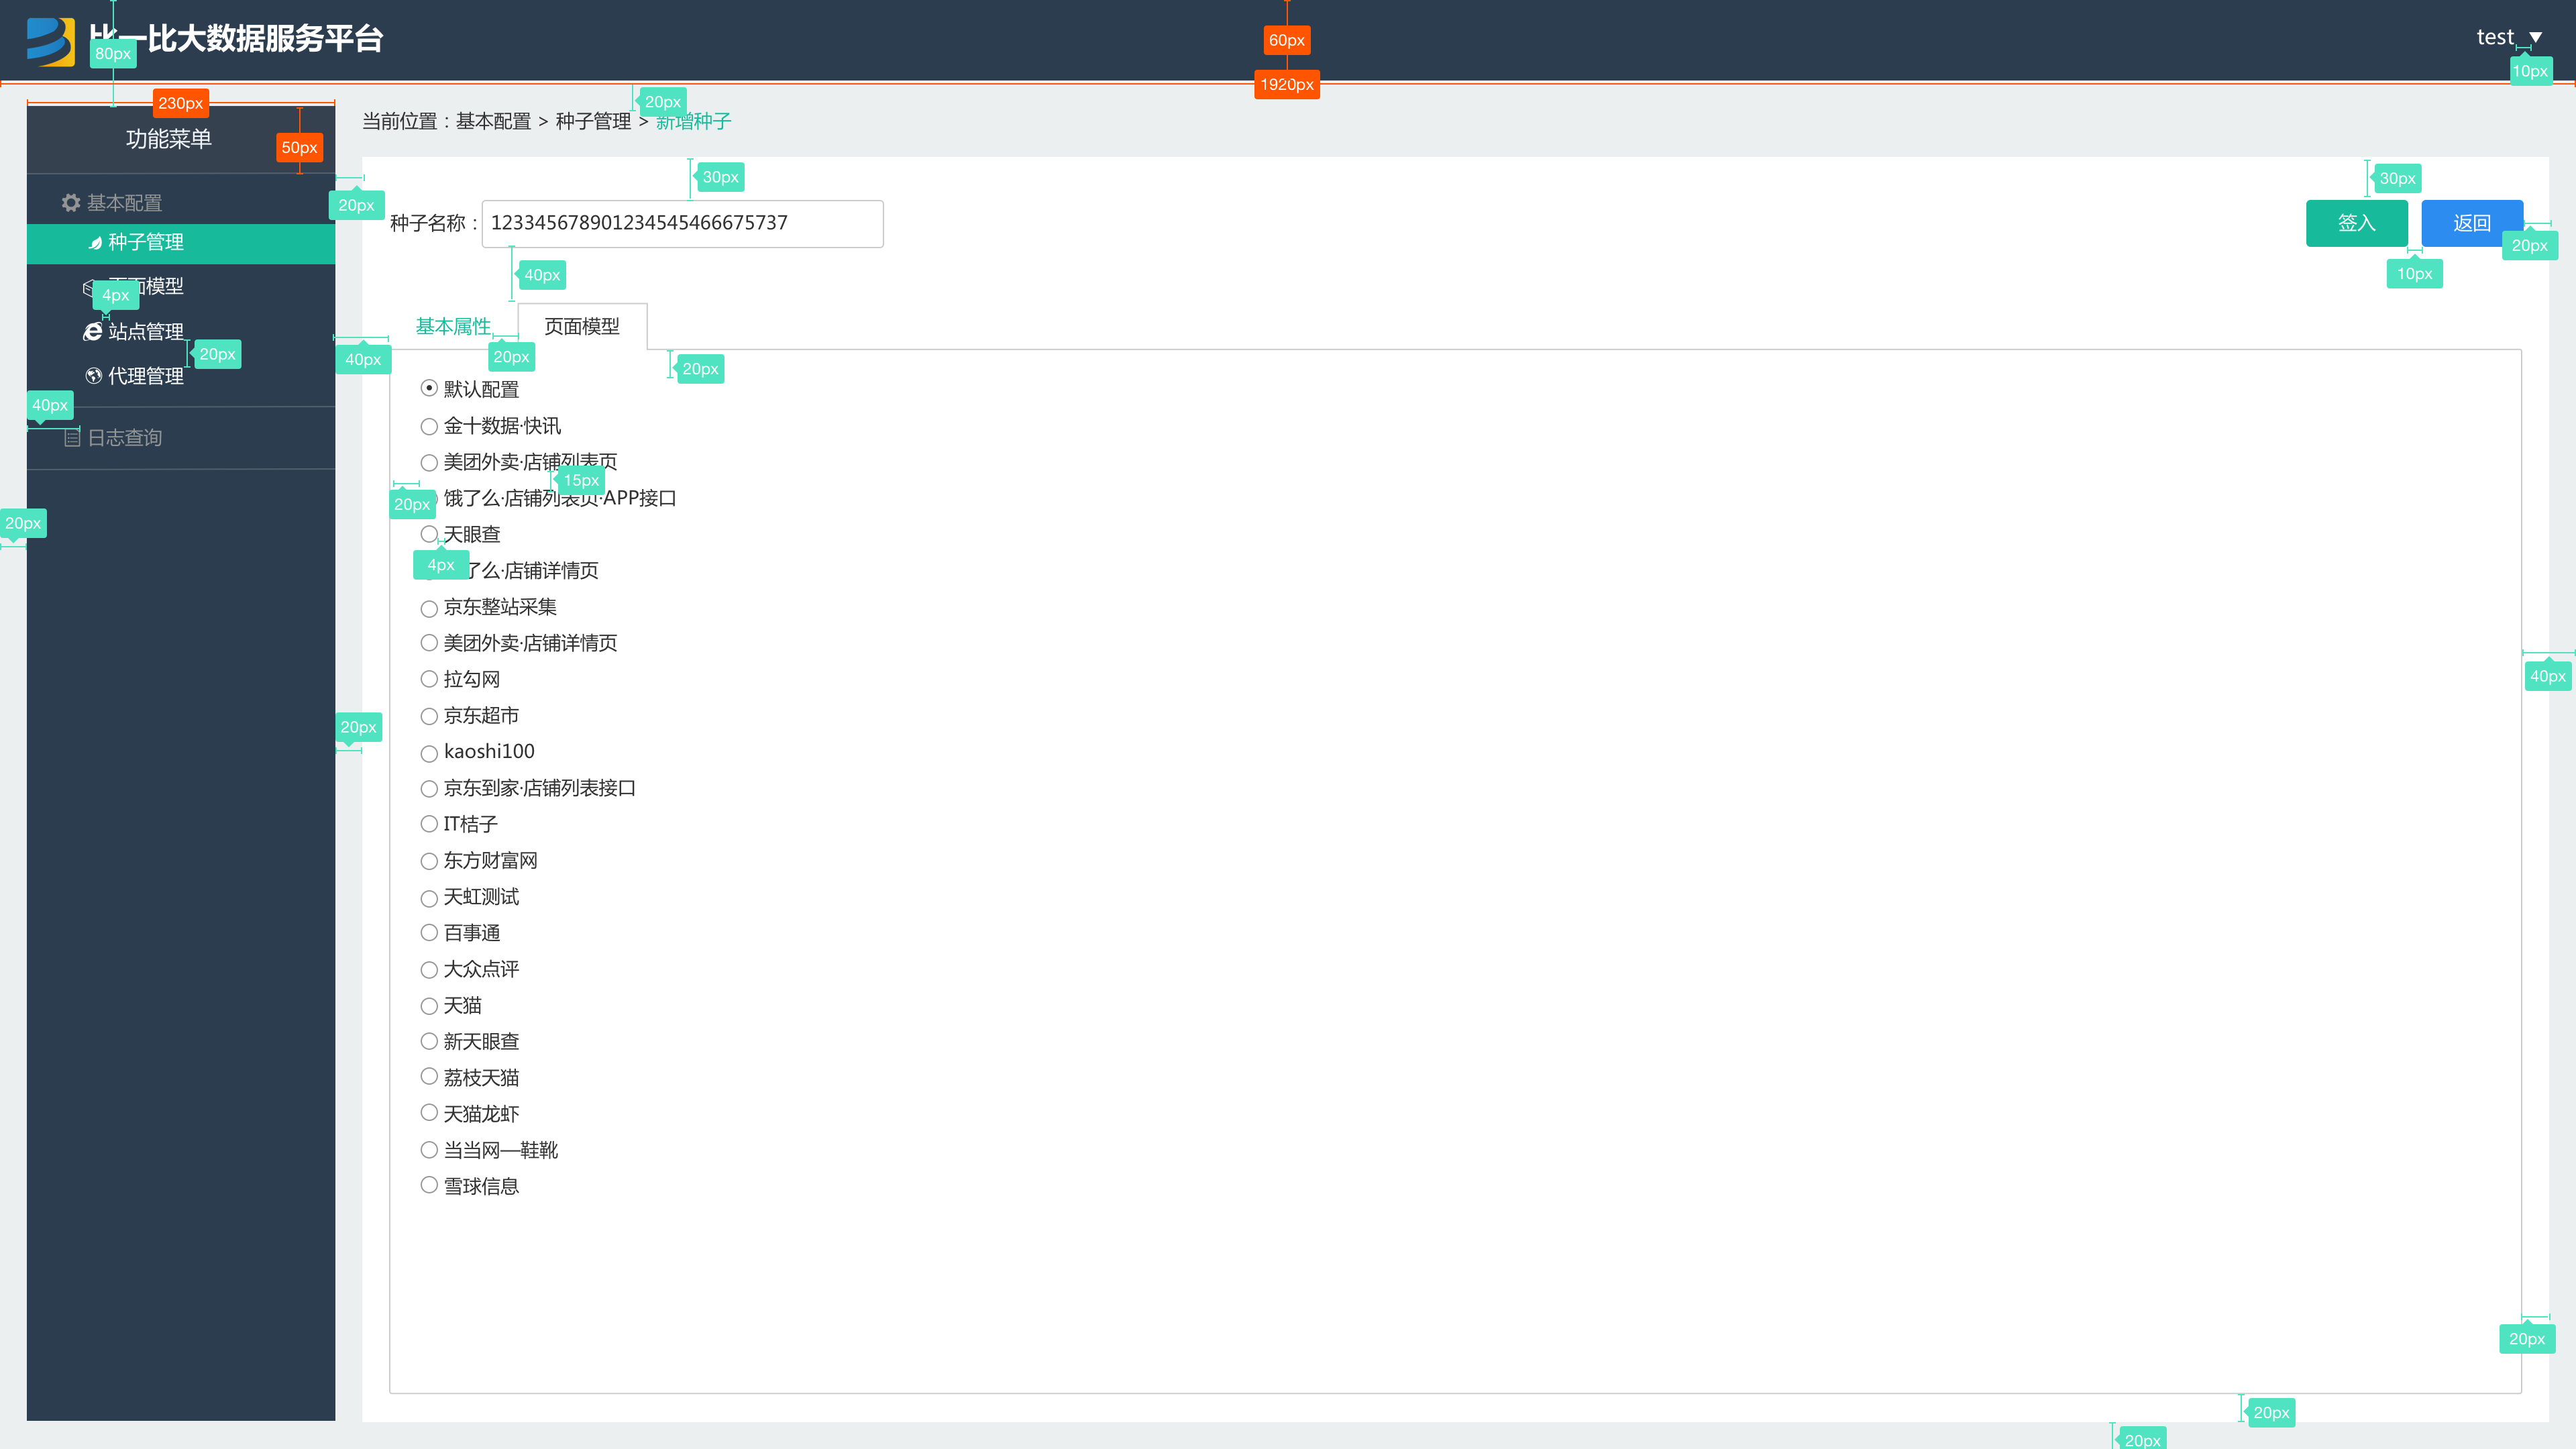 比一比大数据服务平台
80px
60px
test
10px
1920px
230px
20px
当前位置：基本配置 > 种子管理 > 新增种子
功能菜单
50px
30px
30px
基本配置
20px
种子名称：
123345678901234545466675737
签入
返回
20px
种子管理
40px
10px
页面模型
4px
站点管理
20px
基本属性
页面模型
40px
20px
20px
代理管理
默认配置
40px
金十数据·快讯
日志查询
美团外卖·店铺列表页
15px
20px
饿了么·店铺列表页·APP接口
20px
天眼查
4px
了么·店铺详情页
京东整站采集
美团外卖·店铺详情页
40px
拉勾网
京东超市
20px
kaoshi100
京东到家·店铺列表接口
IT桔子
东方财富网
天虹测试
百事通
大众点评
天猫
新天眼查
荔枝天猫
天猫龙虾
当当网—鞋靴
雪球信息
20px
20px
20px